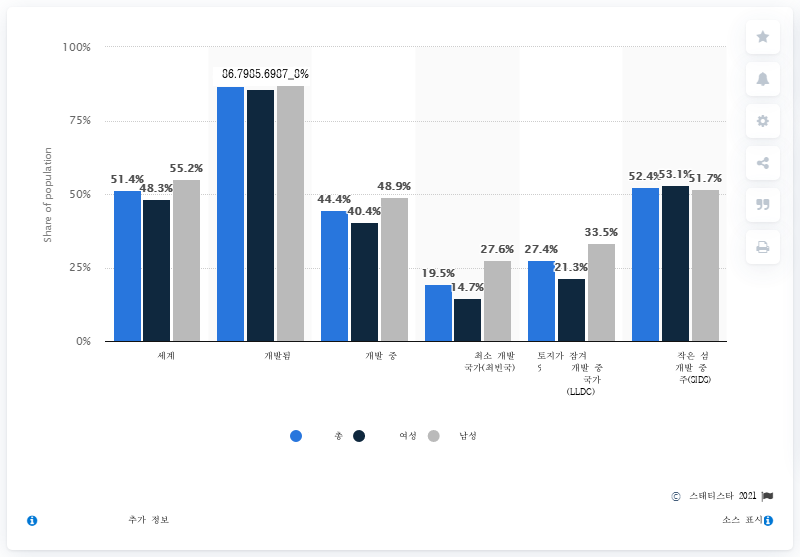 100%
86.7985.6987_8%
75%
Share of population
55.2%
51.4%
48.3%
50%
48.9%
44.4%
40.4%
52.4%
53.1%
51.7%
33.5%
27.6%
27.4%
25%
21.3%
19.5%
14.7%
0%
세계
개발됨
개발 중
최소 개발
국가(최빈국)
토지가 잠겨
개발 중
국가
(LLDC)
작은 섬
개발 중
주(SIDS)
총 여성 남성
© 스태티스타 2021
추가 정보
소스 표시